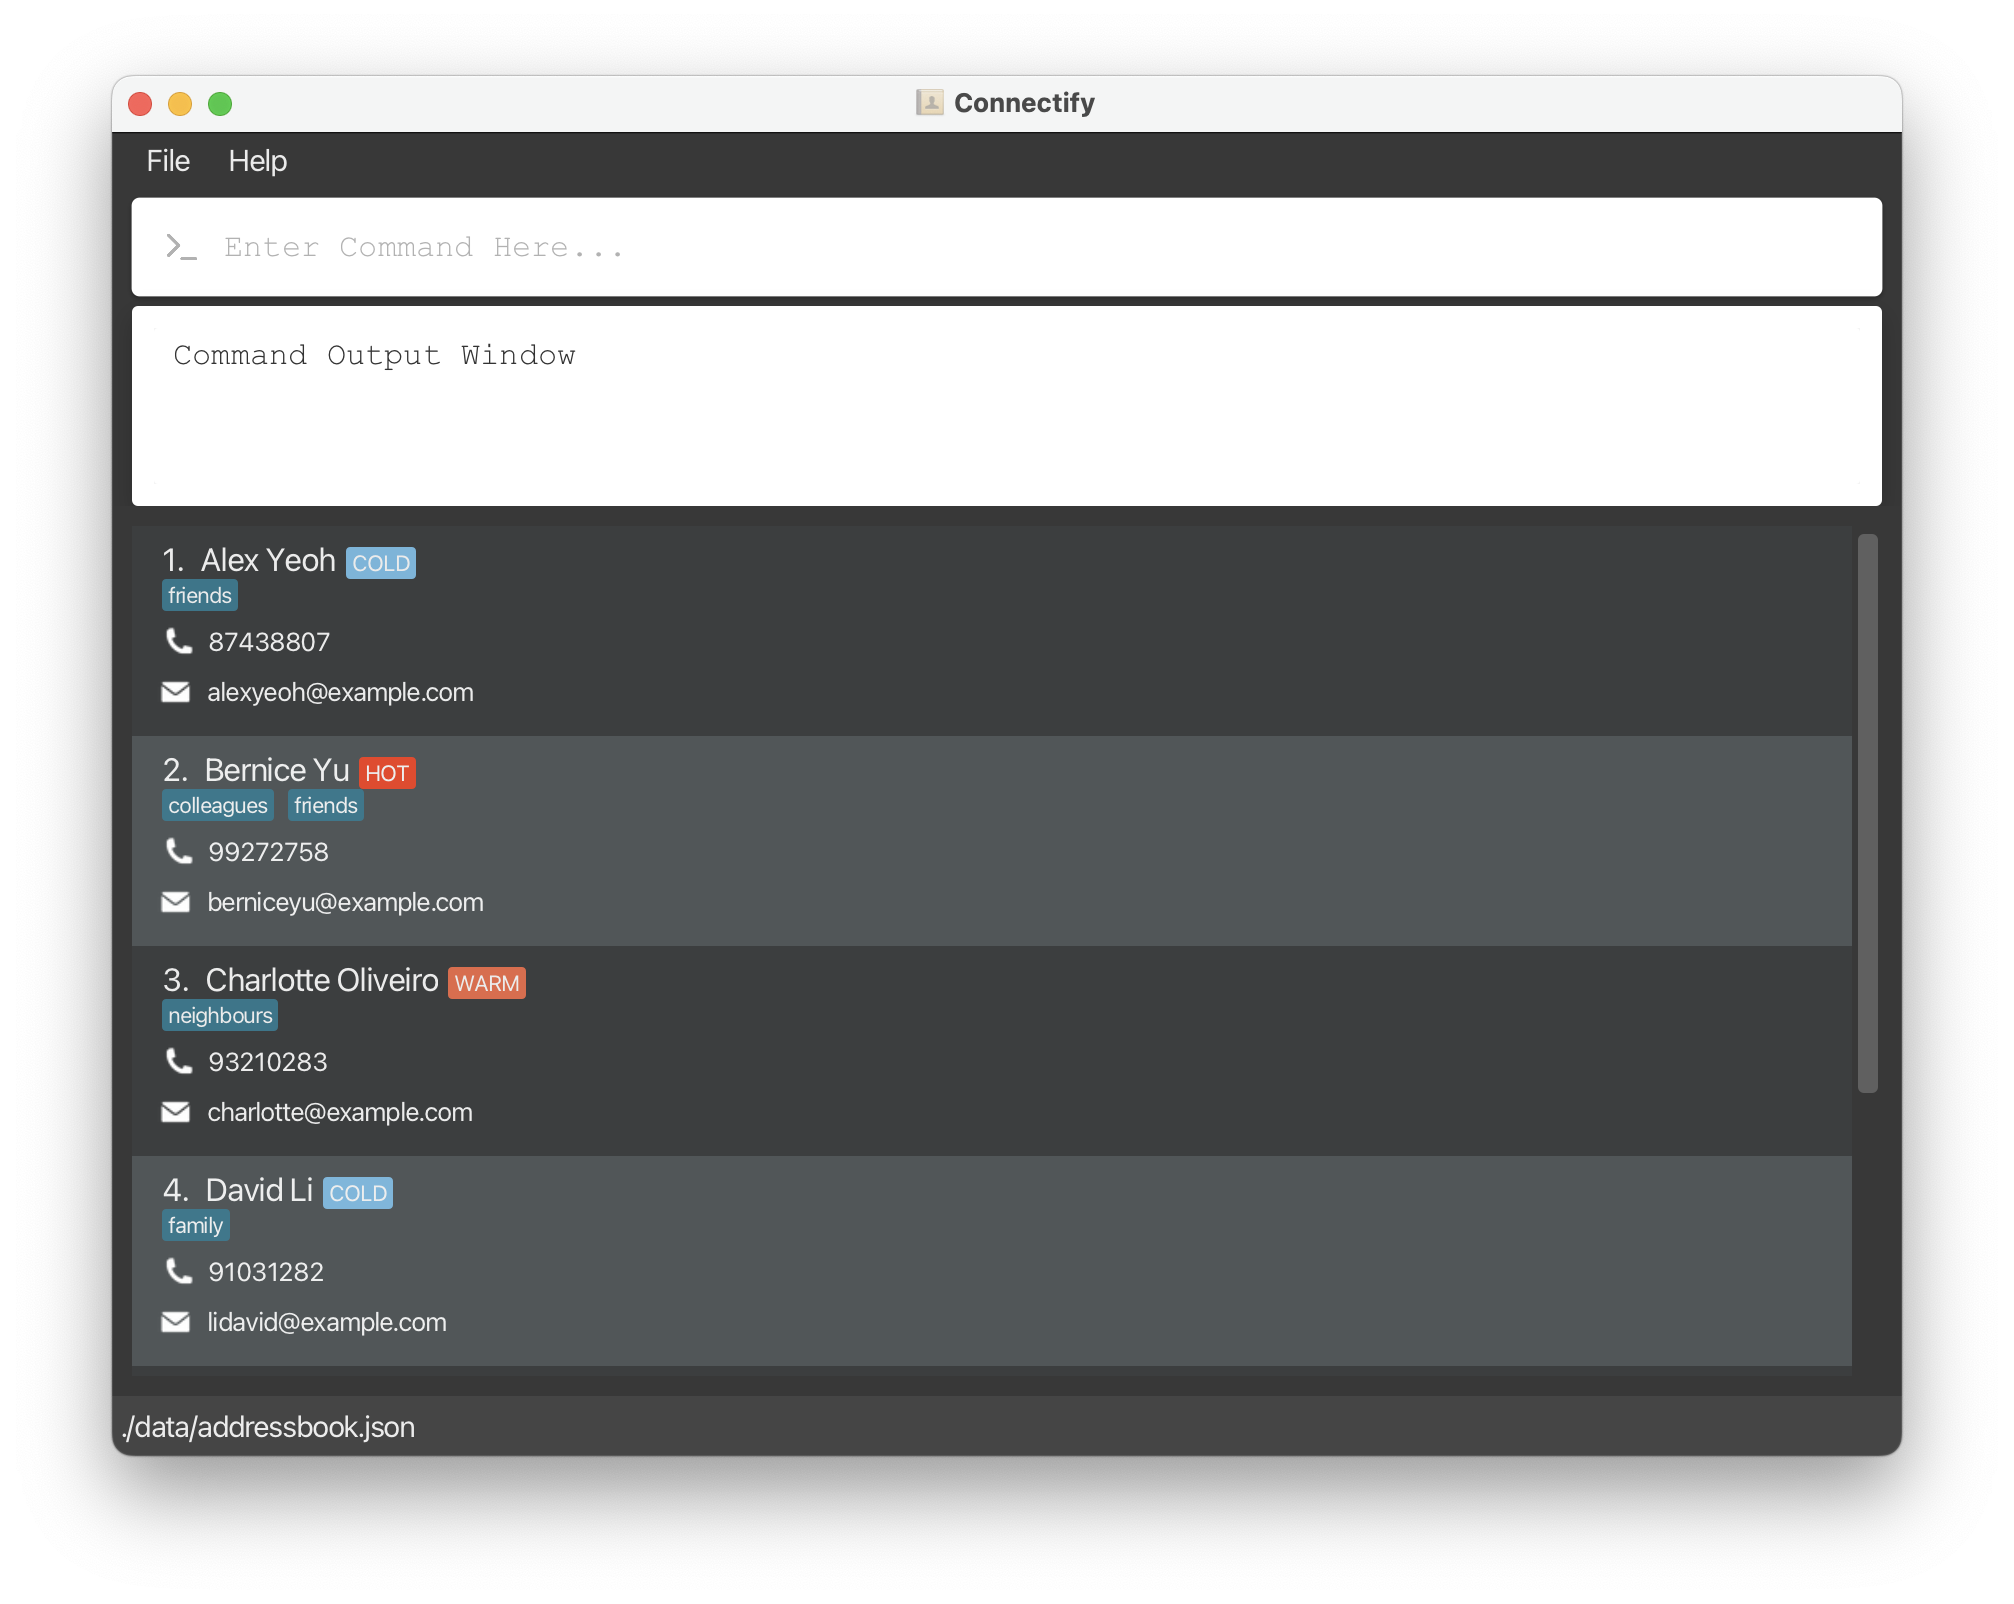 Connectify
File Help
>_ Enter Command Here...
Command Output Window
1. Alex Yeoh COLD
friends
87438807
alexyeoh@example.com
2. Bernice Yu HOT
colleagues friends
99272758
berniceyu@example.com
3. Charlotte Oliveiro WARM
neighbours
93210283
charlotte@example.com
4. David Li COLD
family
91031282
lidavid@example.com
./data/addressbook.json